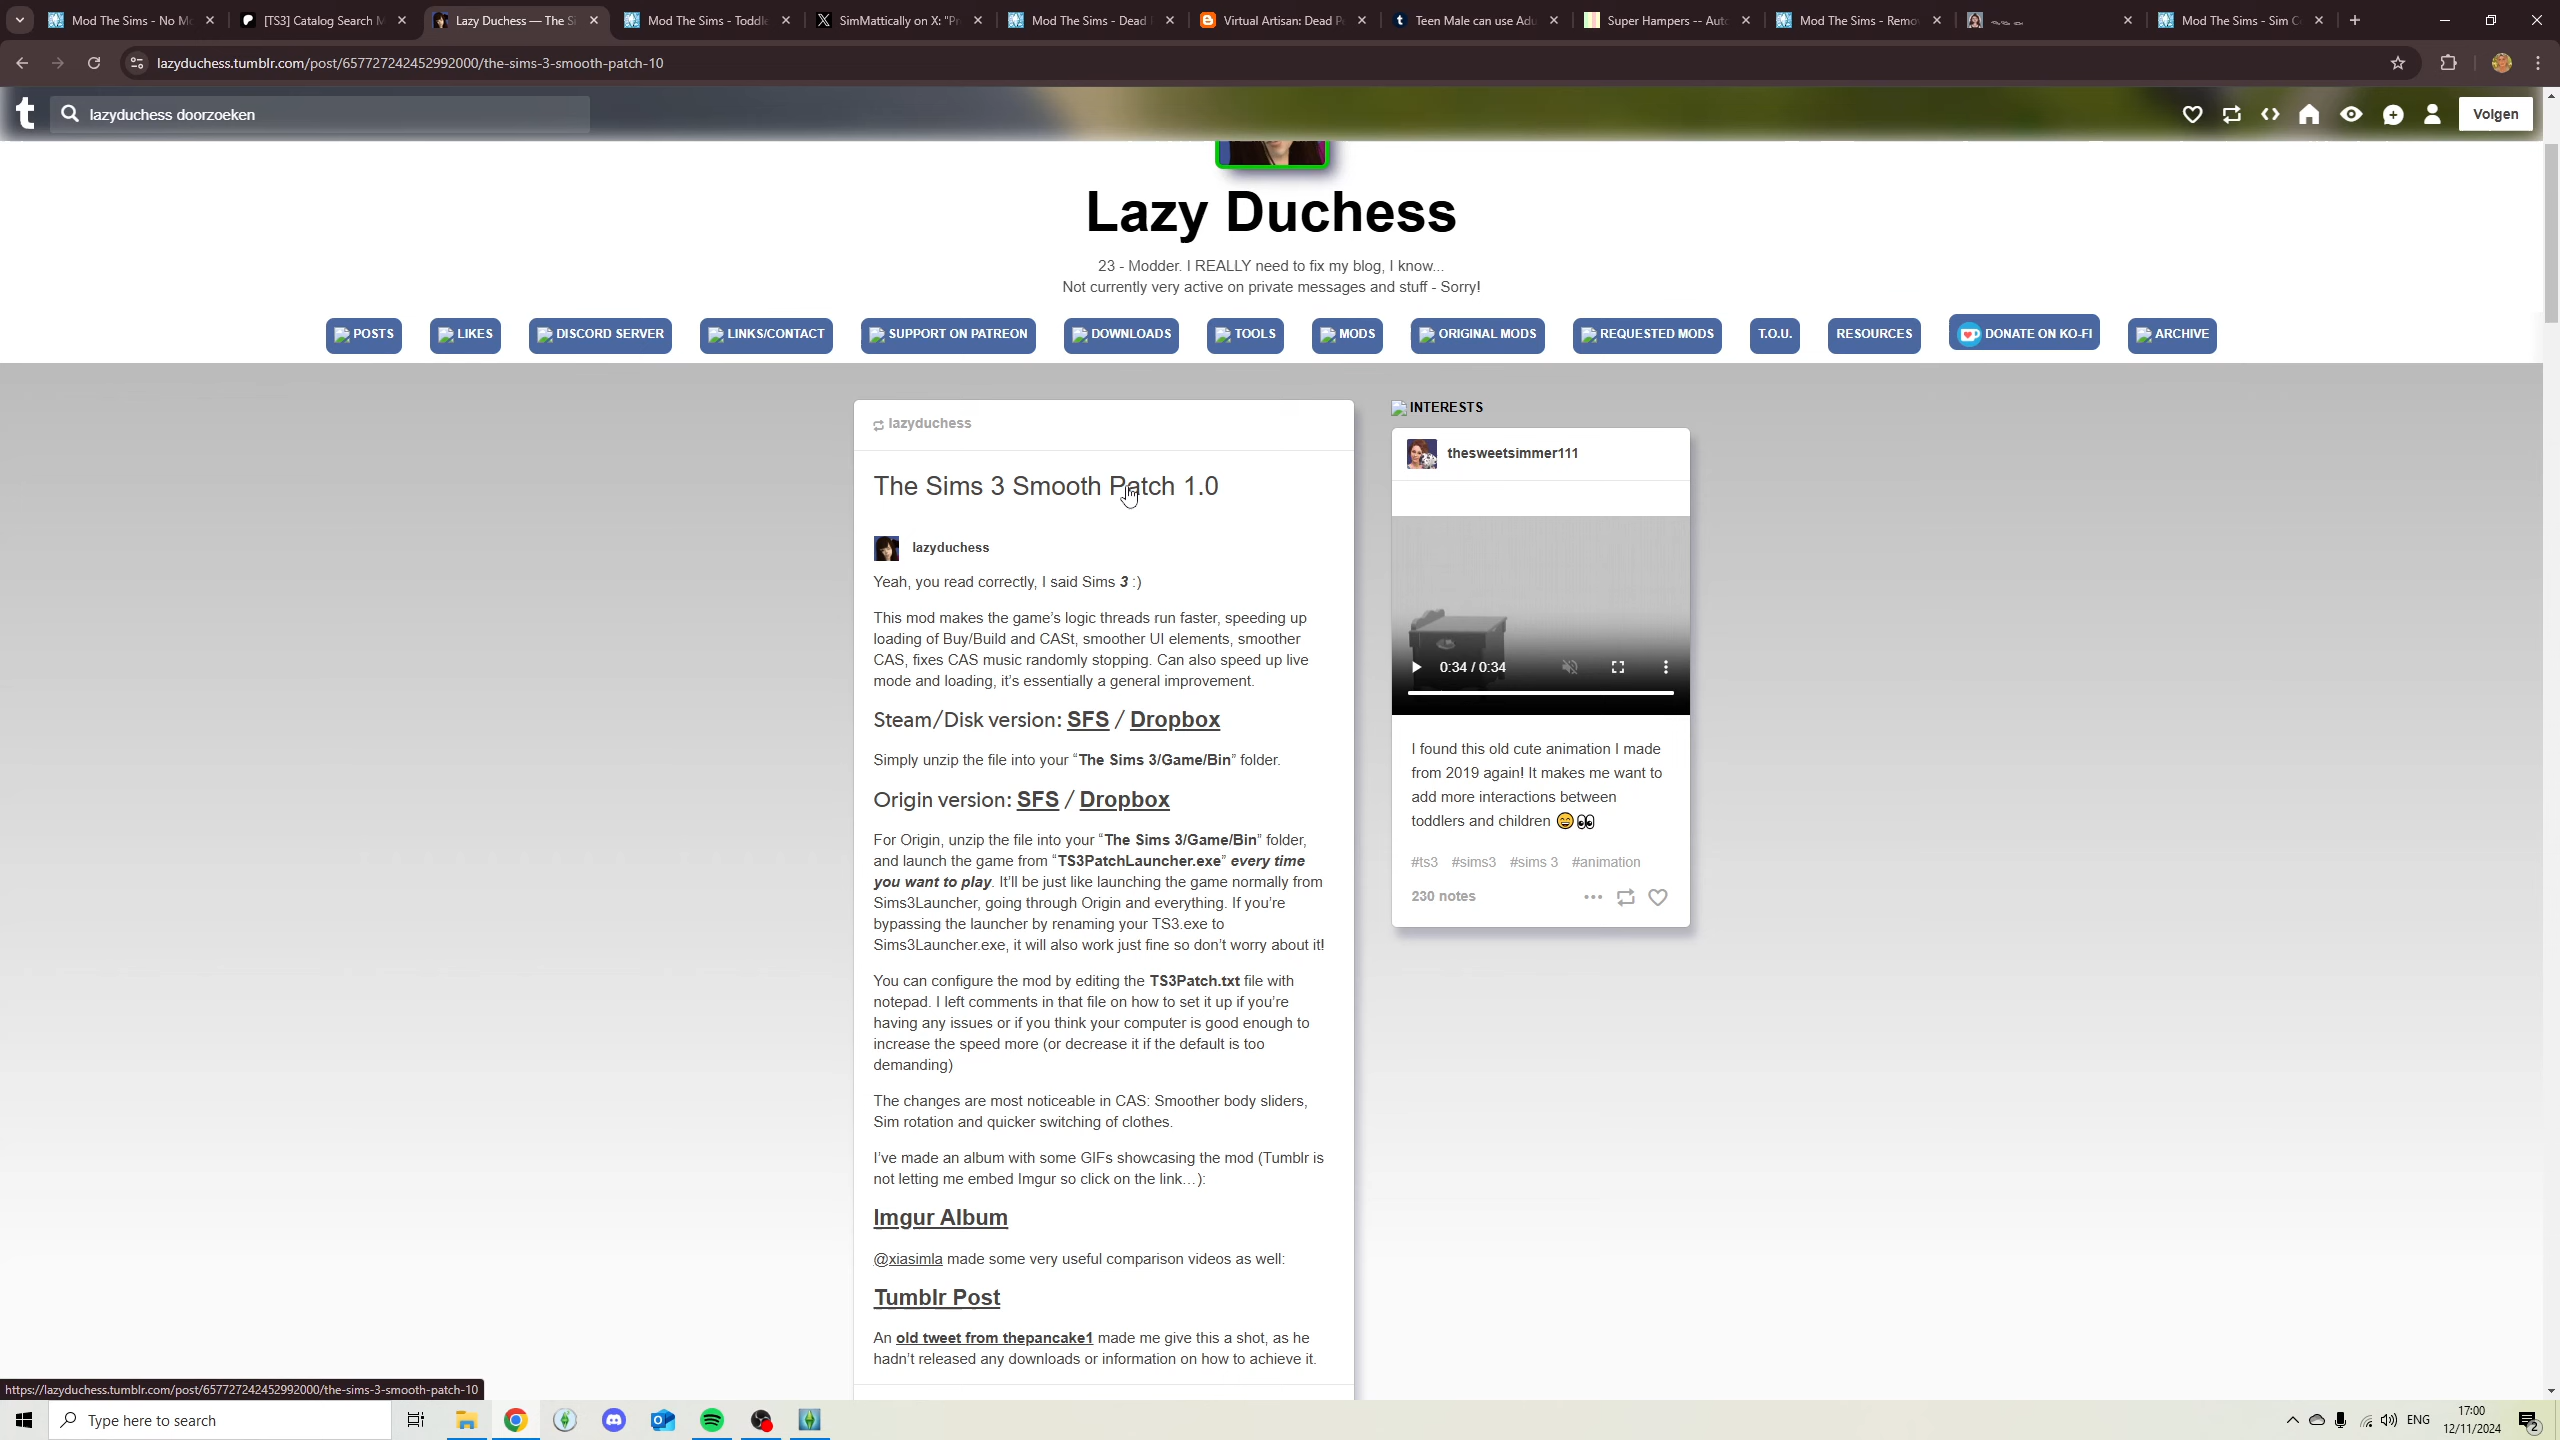 Mod The Sims - No Mo
[TS3] Catalog Search M
Lazy Duchess — The Si
Mod The Sims - Toddle
SimMattically on X: "Pr
Mod The Sims - Dead
Virtual Artisan: Dead Po
Teen Male can use Adu
Super Hampers -- Auto
Mod The Sims - Remo
Mod The Sims - Sim C
lazyduchess.tumblr.com/post/657727242452992000/the-sims-3-smooth-patch-10
t
lazyduchess doorzoeken
Volgen
Lazy Duchess
23 - Modder. I REALLY need to fix my blog, I know...
Not currently very active on private messages and stuff - Sorry!
POSTS
LIKES
DISCORD SERVER
LINKS/CONTACT
SUPPORT ON PATREON
DOWNLOADS
TOOLS
MODS
ORIGINAL MODS
REQUESTED MODS
T.O.U.
RESOURCES
DONATE ON KO-FI
ARCHIVE
lazyduchess
The Sims 3 Smooth Patch 1.0
lazyduchess
Yeah, you read correctly, I said Sims 3 :)
This mod makes the game’s logic threads run faster, speeding up
loading of Buy/Build and CASt, smoother UI elements, smoother
CAS, fixes CAS music randomly stopping. Can also speed up live
mode and loading, it’s essentially a general improvement.
Steam/Disk version: SFS / Dropbox
Simply unzip the file into your “The Sims 3/Game/Bin” folder.
Origin version: SFS / Dropbox
For Origin, unzip the file into your “The Sims 3/Game/Bin” folder,
and launch the game from “TS3PatchLauncher.exe” every time
you want to play. It’ll be just like launching the game normally from
Sims3Launcher, going through Origin and everything. If you’re
bypassing the launcher by renaming your TS3.exe to
Sims3Launcher.exe, it will also work just fine so don’t worry about it!
You can configure the mod by editing the TS3Patch.txt file with
notepad. I left comments in that file on how to set it up if you’re
having any issues or if you think your computer is good enough to
increase the speed more (or decrease it if the default is too
demanding)
The changes are most noticeable in CAS: Smoother body sliders,
Sim rotation and quicker switching of clothes.
I’ve made an album with some GIFs showcasing the mod (Tumblr is
not letting me embed Imgur so click on the link…):
Imgur Album
@xiasimla made some very useful comparison videos as well:
Tumblr Post
An old tweet from thepancake1 made me give this a shot, as he
hadn’t released any downloads or information on how to achieve it.
INTERESTS
thesweetsimmer111
0:34 / 0:34
I found this old cute animation I made
from 2019 again! It makes me want to
add more interactions between
toddlers and children 😄👀
#ts3 #sims3 #sims 3 #animation
230 notes
https://lazyduchess.tumblr.com/post/657727242452992000/the-sims-3-smooth-patch-10
Type here to search
ENG
17:00
12/11/2024
2